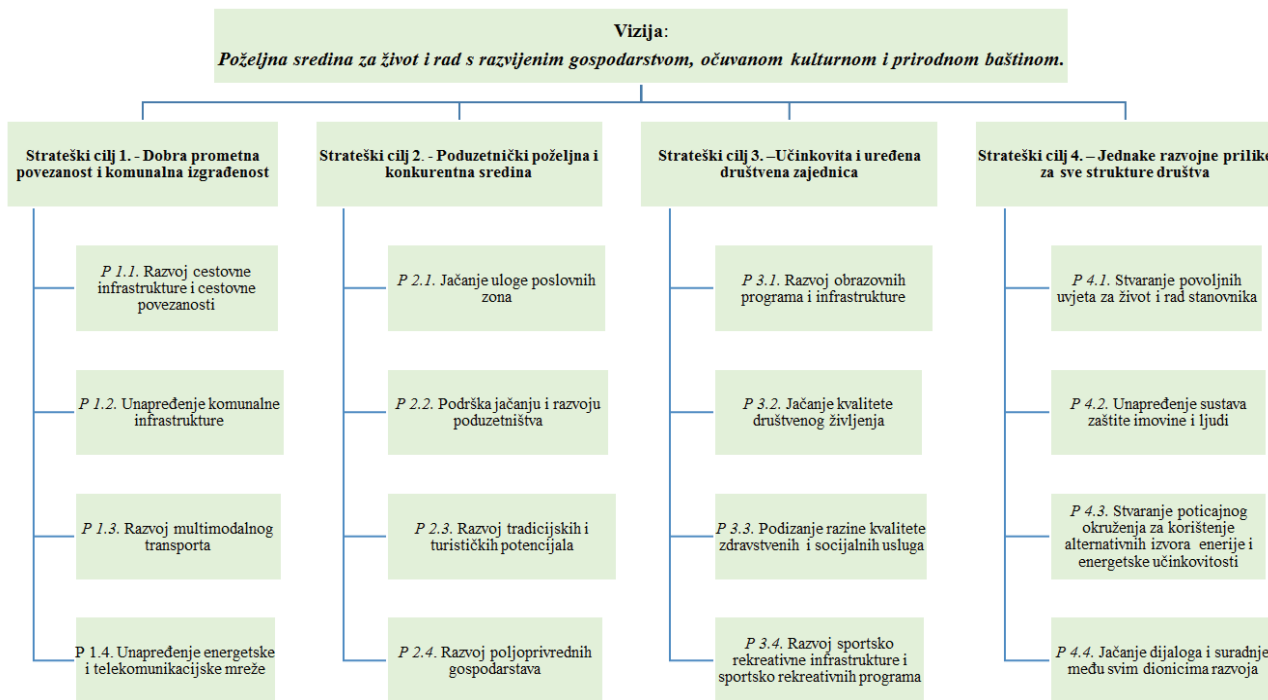 Vizija:
Poželjna sredina za život i rad s razvijenim gospodarstvom, očuvanom kulturnom i prirodnom baštinom.
Strateški cilj 1. - Dobra prometna
povezanost i komunalna izgrađenost
P 1.1. Razvoj cestovne
infrastrukture i cestovne
povezanosti
P 1.2. Unapređenje komunalne
infrastrukture
P 1.3. Razvoj multimodalnog
transporta
P 1.4. Unapređenje energetske
i telekomunikacijske mreže
Strateški cilj 2. - Poduzetnički poželjna i
konkurentna sredina
P 2.1. Jačanje uloge poslovnih
zona
P 2.2. Podrška jačanju i razvoju
poduzetništva
P 2.3. Razvoj tradicijskih i
turističkih potencijala
P 2.4. Razvoj poljoprivrednih
gospodarstava
Strateški cilj 3. –Učinkovita i uređena
društvena zajednica
P 3.1. Razvoj obrazovnih
programa i infrastrukture
P 3.2. Jačanje kvalitete
društvenog življenja
P 3.3. Podizanje razine kvalitete
zdravstvenih i socijalnih usluga
P 3.4. Razvoj sportsko
rekreativne infrastrukture i
sportsko rekreativnih programa
Strateški cilj 4. – Jednake razvojne prilike
za sve strukture društva
P 4.1. Stvaranje povoljnih
uvjeta za život i rad stanovnika
P 4.2. Unapređenje sustava
zaštite imovine i ljudi
P 4.3. Stvaranje poticajnog
okruženja za korištenje
alternativnih izvora enerije i
energetske učinkovitosti
P 4.4. Jačanje dijaloga i suradnje
među svim dionicima razvoja